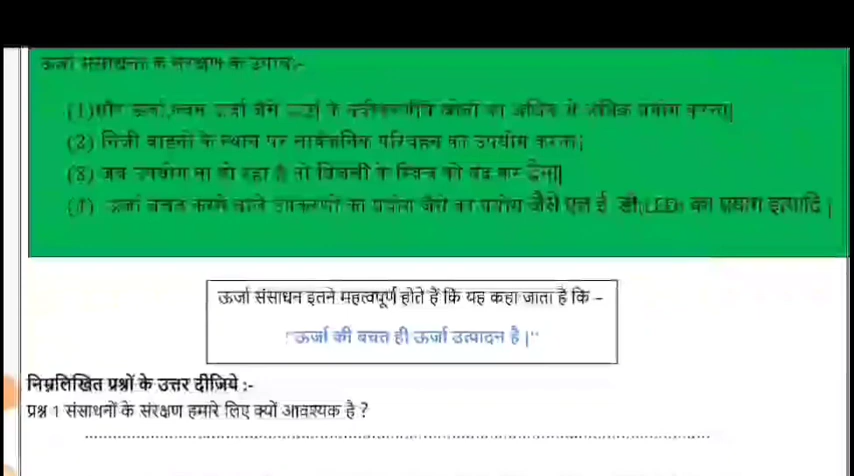 ऊर्जा संसाधनों के संरक्षण के उपाय:-
(1)सौर ऊर्जा,पवन ऊर्जा जैसे ऊर्जा के नवीकरणीय स्रोतों का अधिक से अधिक प्रयोग करना|
(2) निजी वाहनों के स्थान पर सार्वजनिक परिवहन का उपयोग करना|
(3) जब उपयोग ना हो रहा है तो बिजली के स्विच को बंद कर देना|
ऊर्जा बचत करने वाले उपकरणों का प्रयोग जैसे का प्रयोग जैसे एल ई डी(LED) का प्रयोग इत्यादि |
ऊर्जा संसाधन इतने महत्वपूर्ण होते हैं कि यह कहा जाता है कि –
"ऊर्जा की बचत ही ऊर्जा उत्पादन है |"
निम्नलिखित प्रश्नों के उत्तर दीजिये :-
प्रश्न 1 संसाधनों के संरक्षण हमारे लिए क्यों आवश्यक है ?